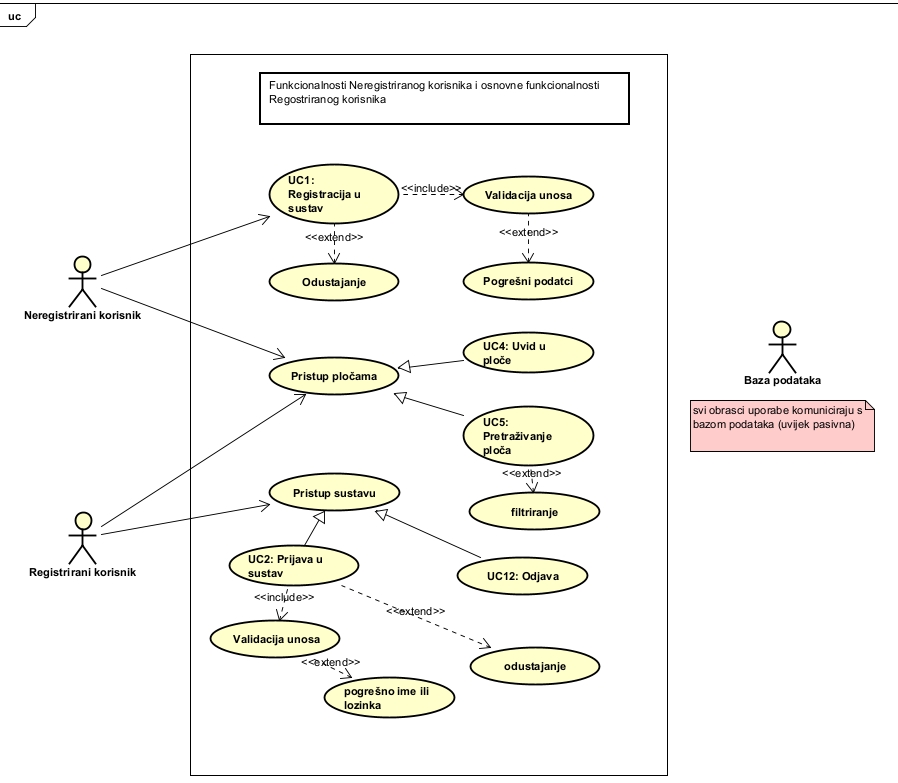 uc
Funkcionalnosti Neregistriranog korisnika i osnovne funkcionalnosti
Regostriranog korisnika
UC1:
Registracija u
sustav
<<include>>
Validacija unosa
<<extend>>
<<extend>>
Odustajanje
Pogrešni podatci
Neregistrirani korisnik
UC4: Uvid u
ploče
Pristup pločama
Baza podataka
svi obrasci uporabe komuniciraju s
bazom podataka (uvijek pasivna)
UC5:
Pretraživanje
ploča
<<extend>>
filtriranje
Pristup sustavu
Registrirani korisnik
UC2: Prijava u
sustav
UC12: Odjava
<<include>>
<<extend>>
Validacija unosa
<<extend>>
odustajanje
pogrešno ime ili
lozinka